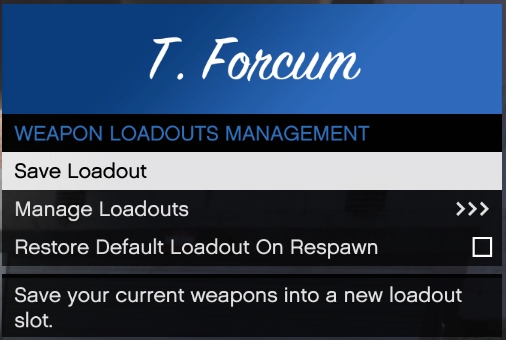 T. Forcum
WEAPON LOADOUTS MANAGEMENT
Save Loadout
Manage Loadouts >>>
Restore Default Loadout On Respawn
Save your current weapons into a new loadout
slot.